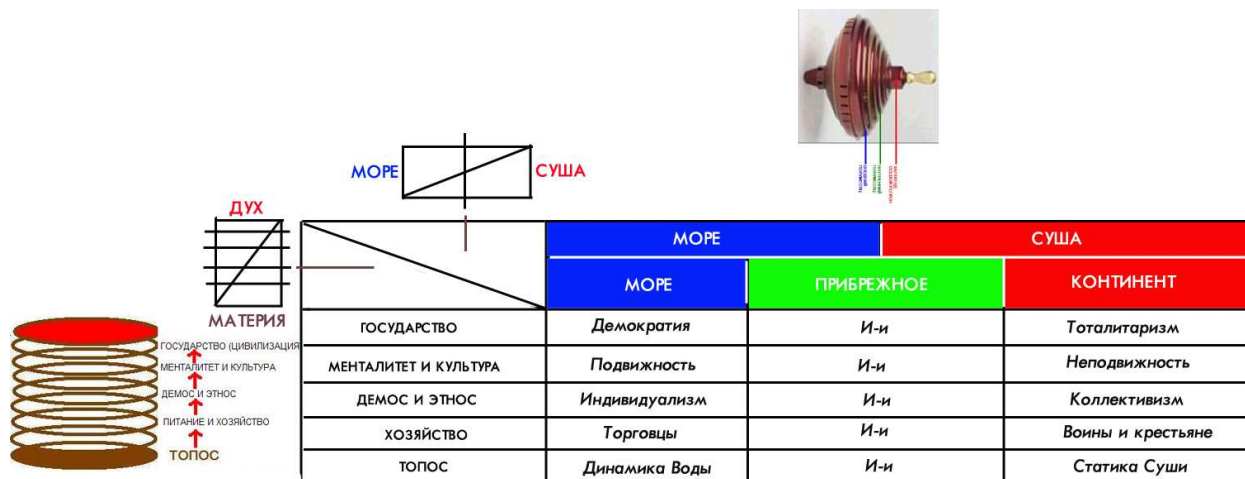 МОРЕ
СУША
ДУХ
МАТЕРИЯ
МОРЕ СУША
МОРЕ ПРИБРЕЖНОЕ КОНТИНЕНТ
ГОСУДАРСТВО Демократия И-и Тоталитаризм
МЕНТАЛИТЕТ И КУЛЬТУРА Подвижность И-и Неподвижность
ДЕМОС И ЭТНОС Индивидуализм И-и Коллективизм
ХОЗЯЙСТВО Торговцы И-и Воины и крестьяне
ТОПОС Динамика Воды И-и Статика Суши
ГОСУДАРСТВО (ЦИВИЛИЗАЦИЯ
МЕНТАЛИТЕТ И КУЛЬТУРА
ДЕМОС И ЭТНОС
ПИТАНИЕ И ХОЗЯЙСТВО
ТОПОС